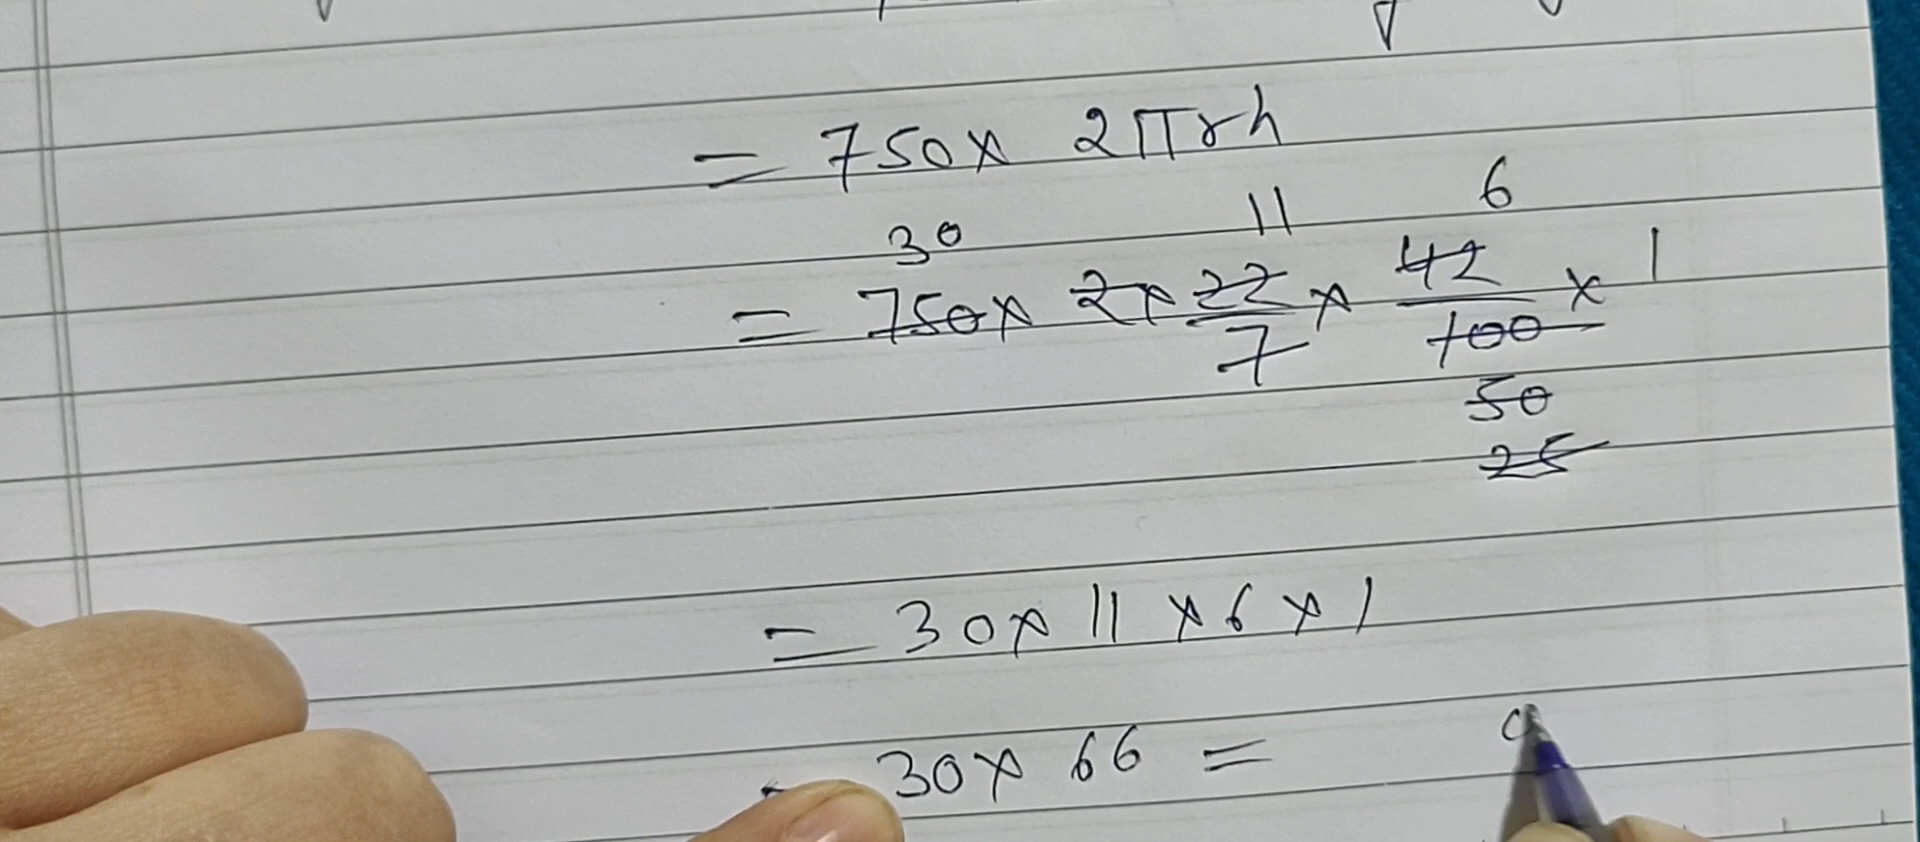 = 750 × 2πrh
30 11 6
= 750 × 2 × 22/7 × 42/100 × 1
50
25
= 30 × 11 × 6 × 1
= 30 × 66 =